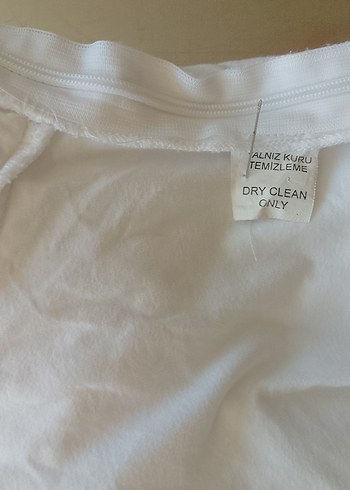 YALNIZ KURU
TEMİZLEME
DRY CLEAN
ONLY